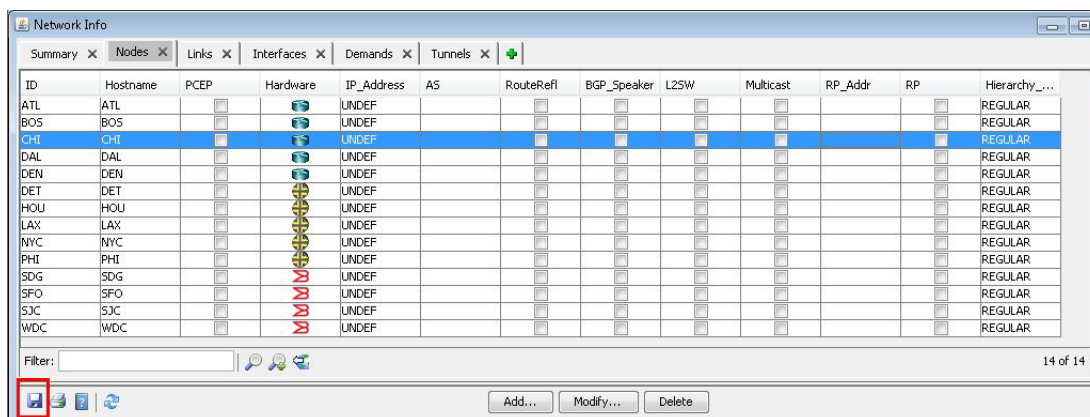 Network Info
Summary Nodes Links Interfaces Demands Tunnels
ID Hostname PCEP Hardware IP_Address AS RouteRefl BGP_Speaker L2SW Multicast RP_Addr RP Hierarchy_...
ATL ATL UNDEF REGULAR
BOS BOS UNDEF REGULAR
CHI CHI UNDEF REGULAR
DAL DAL UNDEF REGULAR
DEN DEN UNDEF REGULAR
DET DET UNDEF REGULAR
HOU HOU UNDEF REGULAR
LAX LAX UNDEF REGULAR
NYC NYC UNDEF REGULAR
PHI PHI UNDEF REGULAR
SDG SDG UNDEF REGULAR
SFO SFO UNDEF REGULAR
SJC SJC UNDEF REGULAR
WDC WDC UNDEF REGULAR
Filter: 14 of 14
Add... Modify... Delete